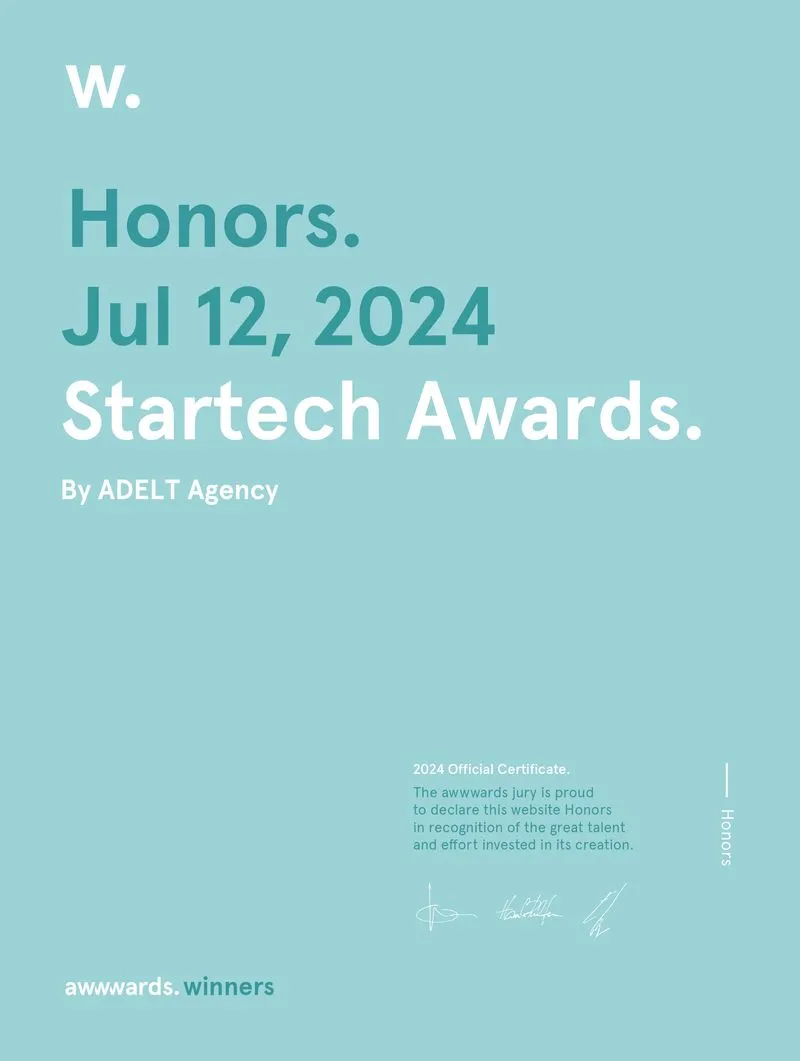 w.
Honors.
Jul 12, 2024
Startech Awards.
By ADELT Agency
2024 Official Certificate.
The awwwards jury is proud
to declare this website Honors
in recognition of the great talent
and effort invested in its creation.
Honors
awwwards.winners